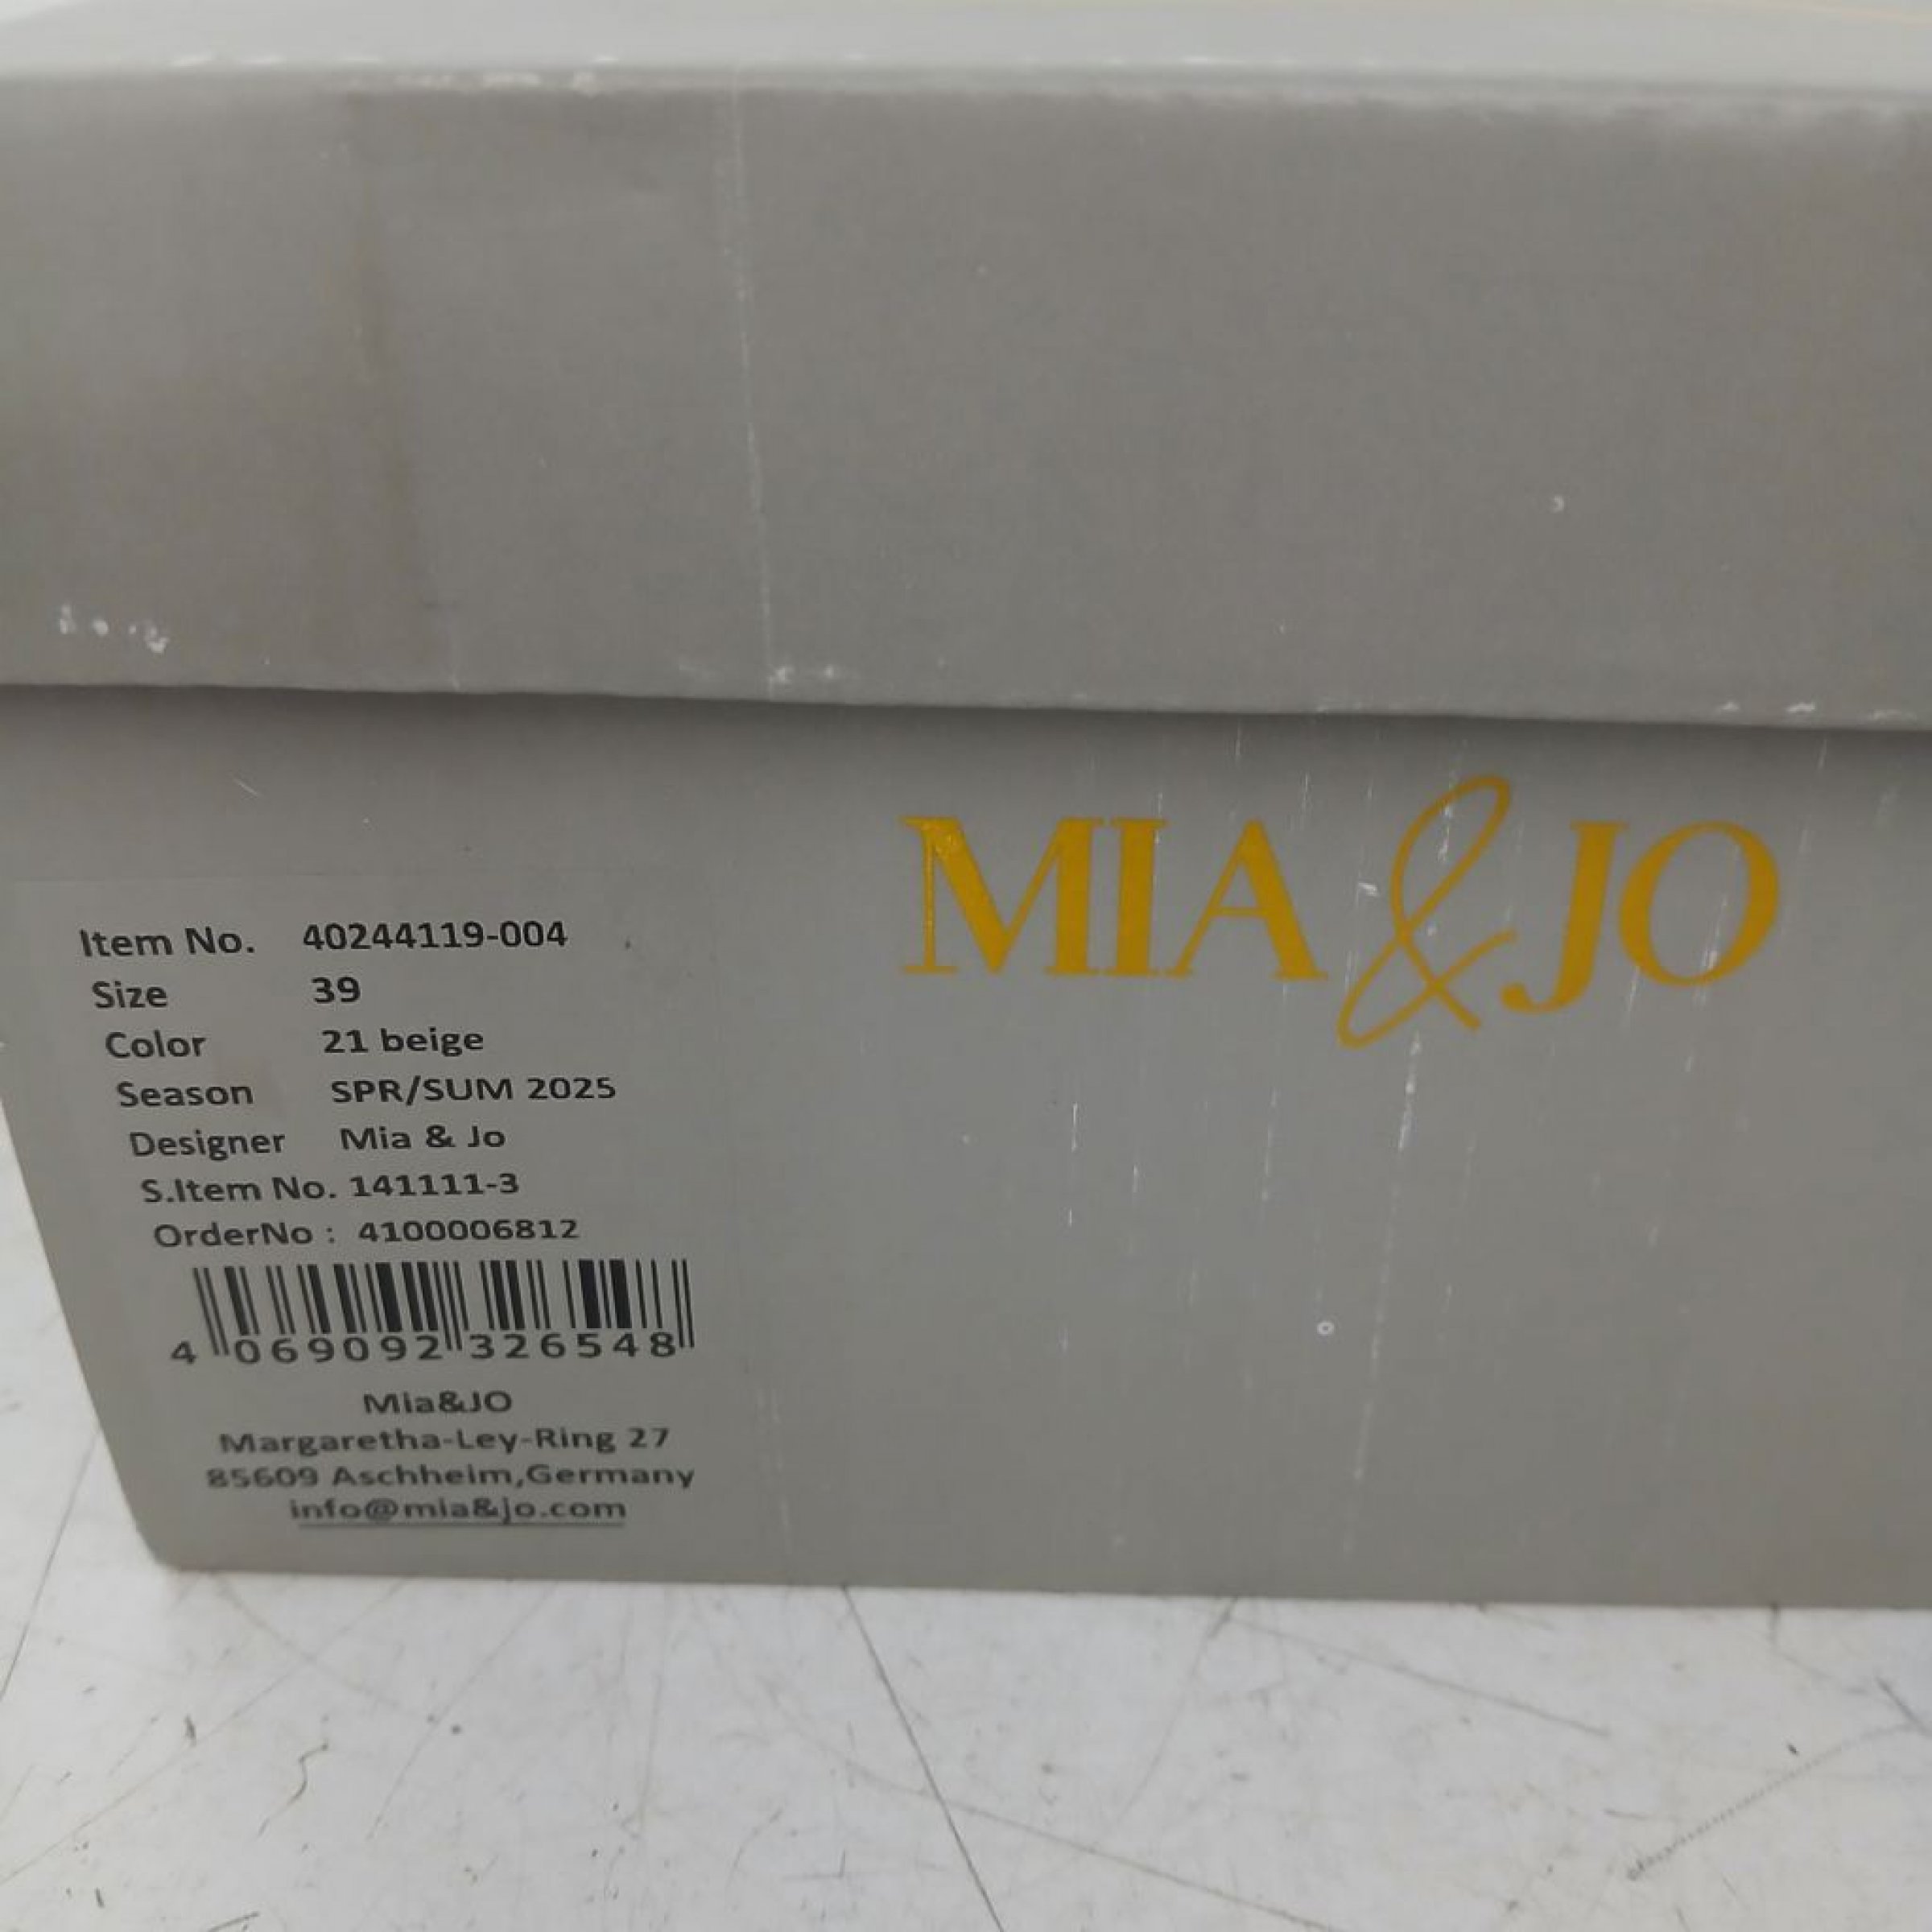 MIA & JO
Item No. 40244119-004
Size 39
Color 21 beige
Season SPR/SUM 2025
Designer Mia & Jo
S.Item No. 141111-3
OrderNo : 4100006812
4 069092 326548
Mia&JO
Margaretha-Ley-Ring 27
85609 Aschheim,Germany
info@mia&jo.com